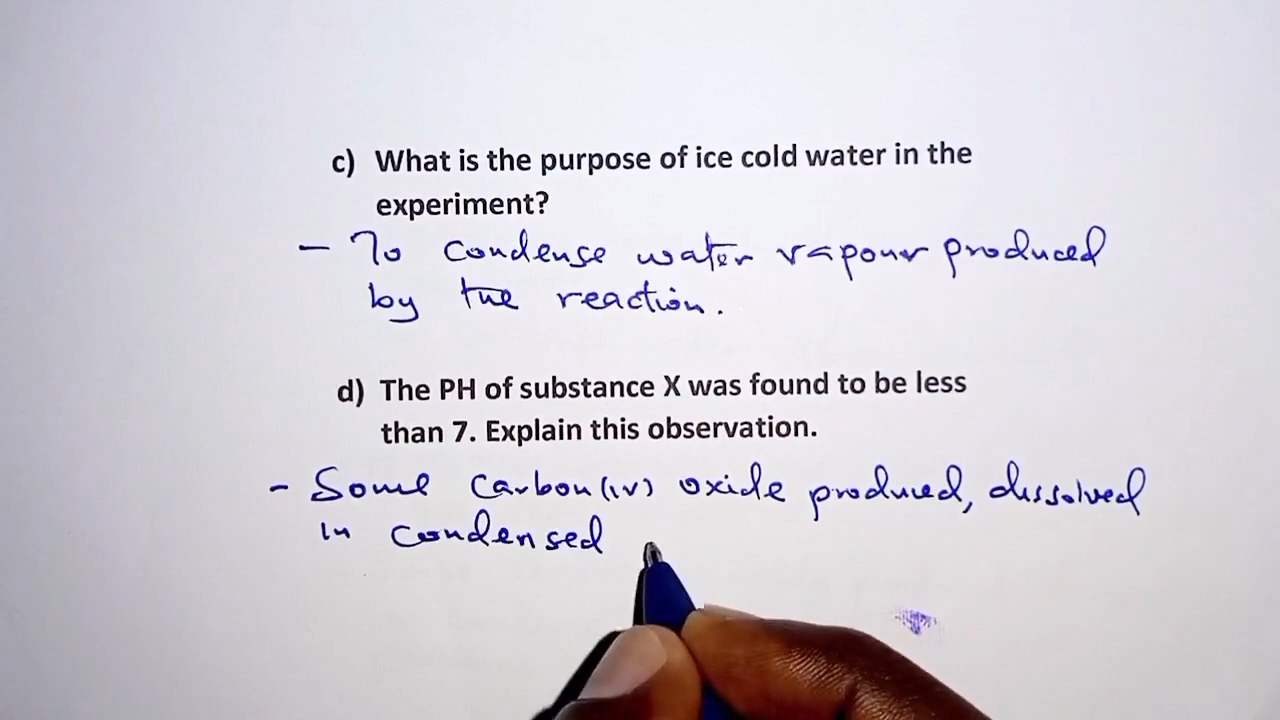 c) What is the purpose of ice cold water in the
experiment?
- To condense water vapour produced
by the reaction.
d) The PH of substance X was found to be less
than 7. Explain this observation.
- Some carbon(iv) oxide produced, dissolved
in condensed